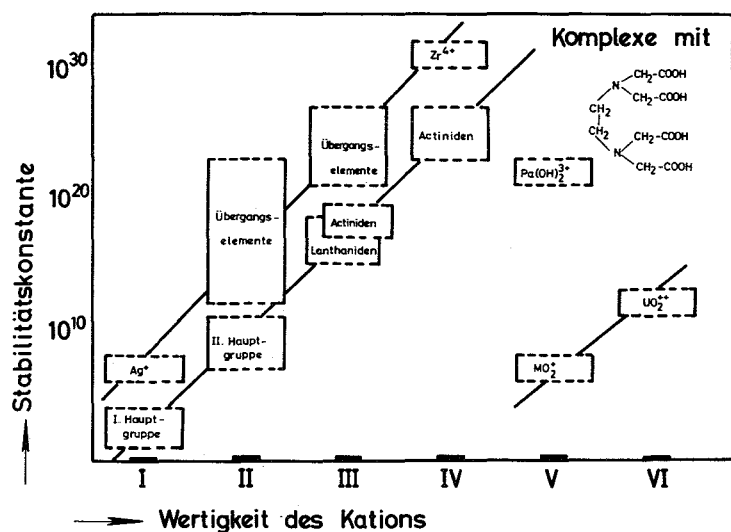 Komplexe mit
CH₂-COOH
N
CH₂-COOH
CH₂
CH₂
CH₂-COOH
N
CH₂-COOH
Stabilitätskonstante
10³⁰
10²⁰
10¹⁰
Zr⁴⁺
Actiniden
Übergangs-
elemente
Pa(OH)₂³⁺
Übergangs-
elemente
Actiniden
Lanthaniden
UO₂⁺⁺
II. Haupt-
gruppe
Ag⁺
MO₂⁺
I. Haupt-
gruppe
I II III IV V VI
Wertigkeit des Kations